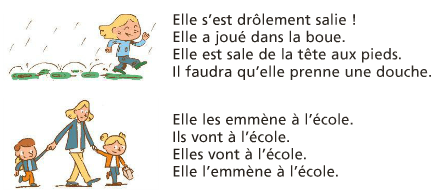 Elle s'est drôlement salie !
Elle a joué dans la boue.
Elle est sale de la tête aux pieds.
Il faudra qu'elle prenne une douche.
Elle les emmène à l'école.
Ils vont à l'école.
Elles vont à l'école.
Elle l'emmène à l'école.